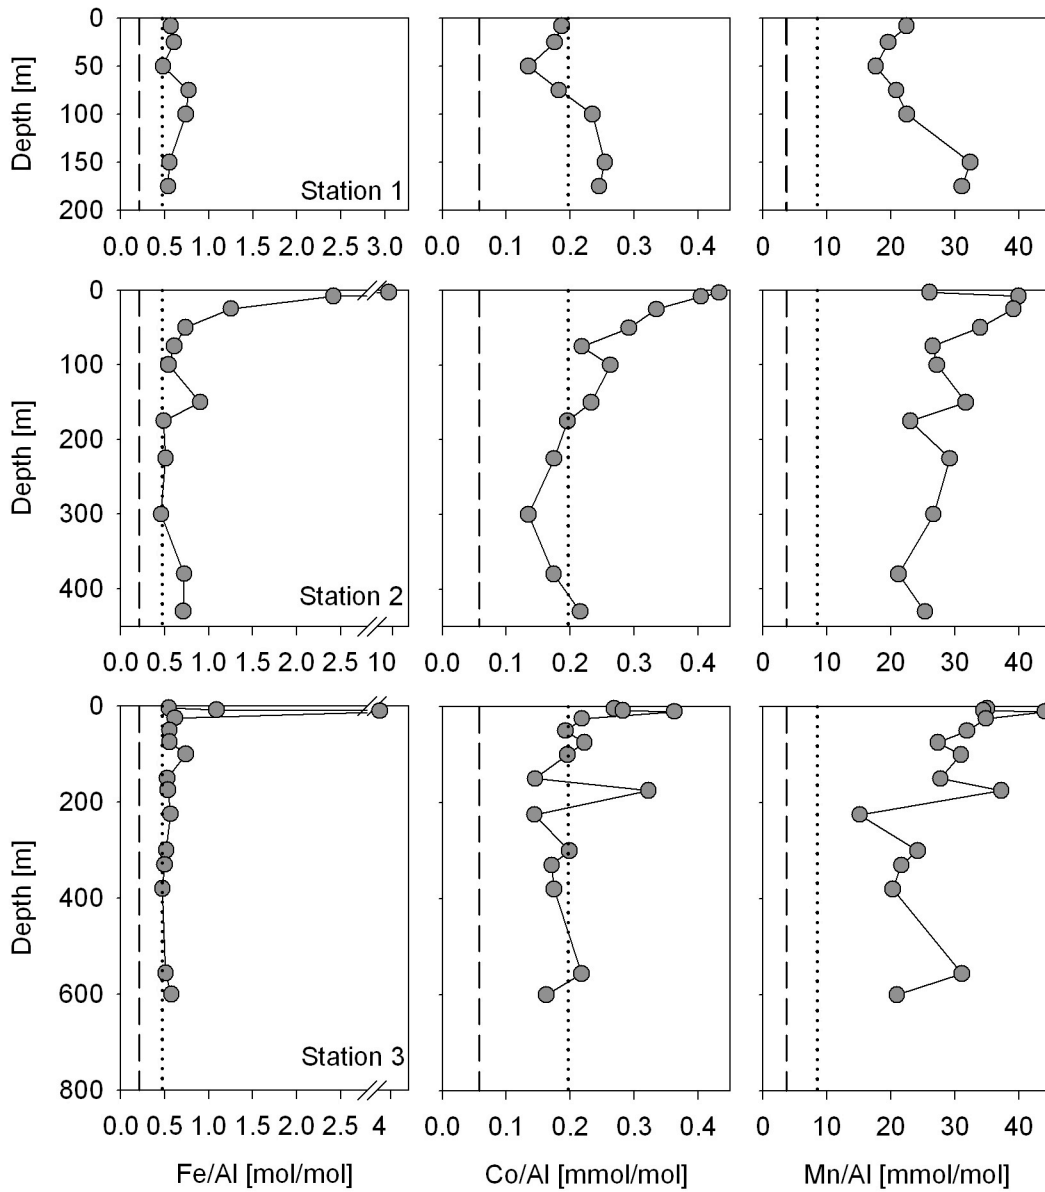 0
50
100
150
200
Depth [m]
Station 1
0.0 0.5 1.0 1.5 2.0 2.5 3.0
0.0 0.1 0.2 0.3 0.4
0 10 20 30 40
0
100
200
300
400
Depth [m]
Station 2
0.0 0.5 1.0 1.5 2.0 2.5 10
0.0 0.1 0.2 0.3 0.4
0 10 20 30 40
0
200
400
600
800
Depth [m]
Station 3
0.0 0.5 1.0 1.5 2.0 2.5 4
0.0 0.1 0.2 0.3 0.4
0 10 20 30 40
Fe/Al [mol/mol]
Co/Al [mmol/mol]
Mn/Al [mmol/mol]